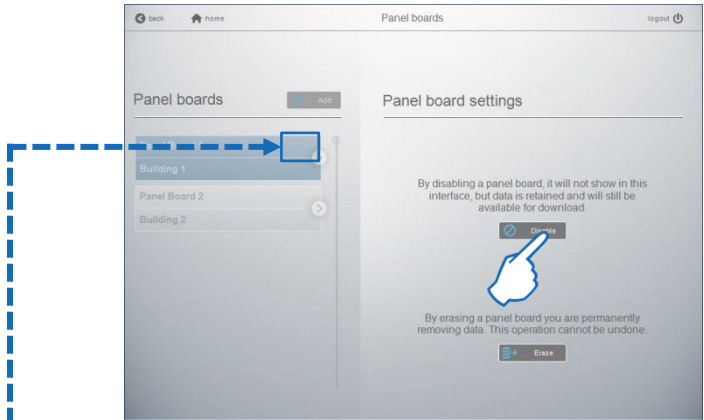 back
home
Panel boards
logout
Panel boards
Add
Panel board settings
Building 1
Panel Board 2
Building 2
By disabling a panel board, it will not show in this
interface, but data is retained and will still be
available for download.
Disable
By erasing a panel board you are permanently
removing data. This operation cannot be undone.
Erase